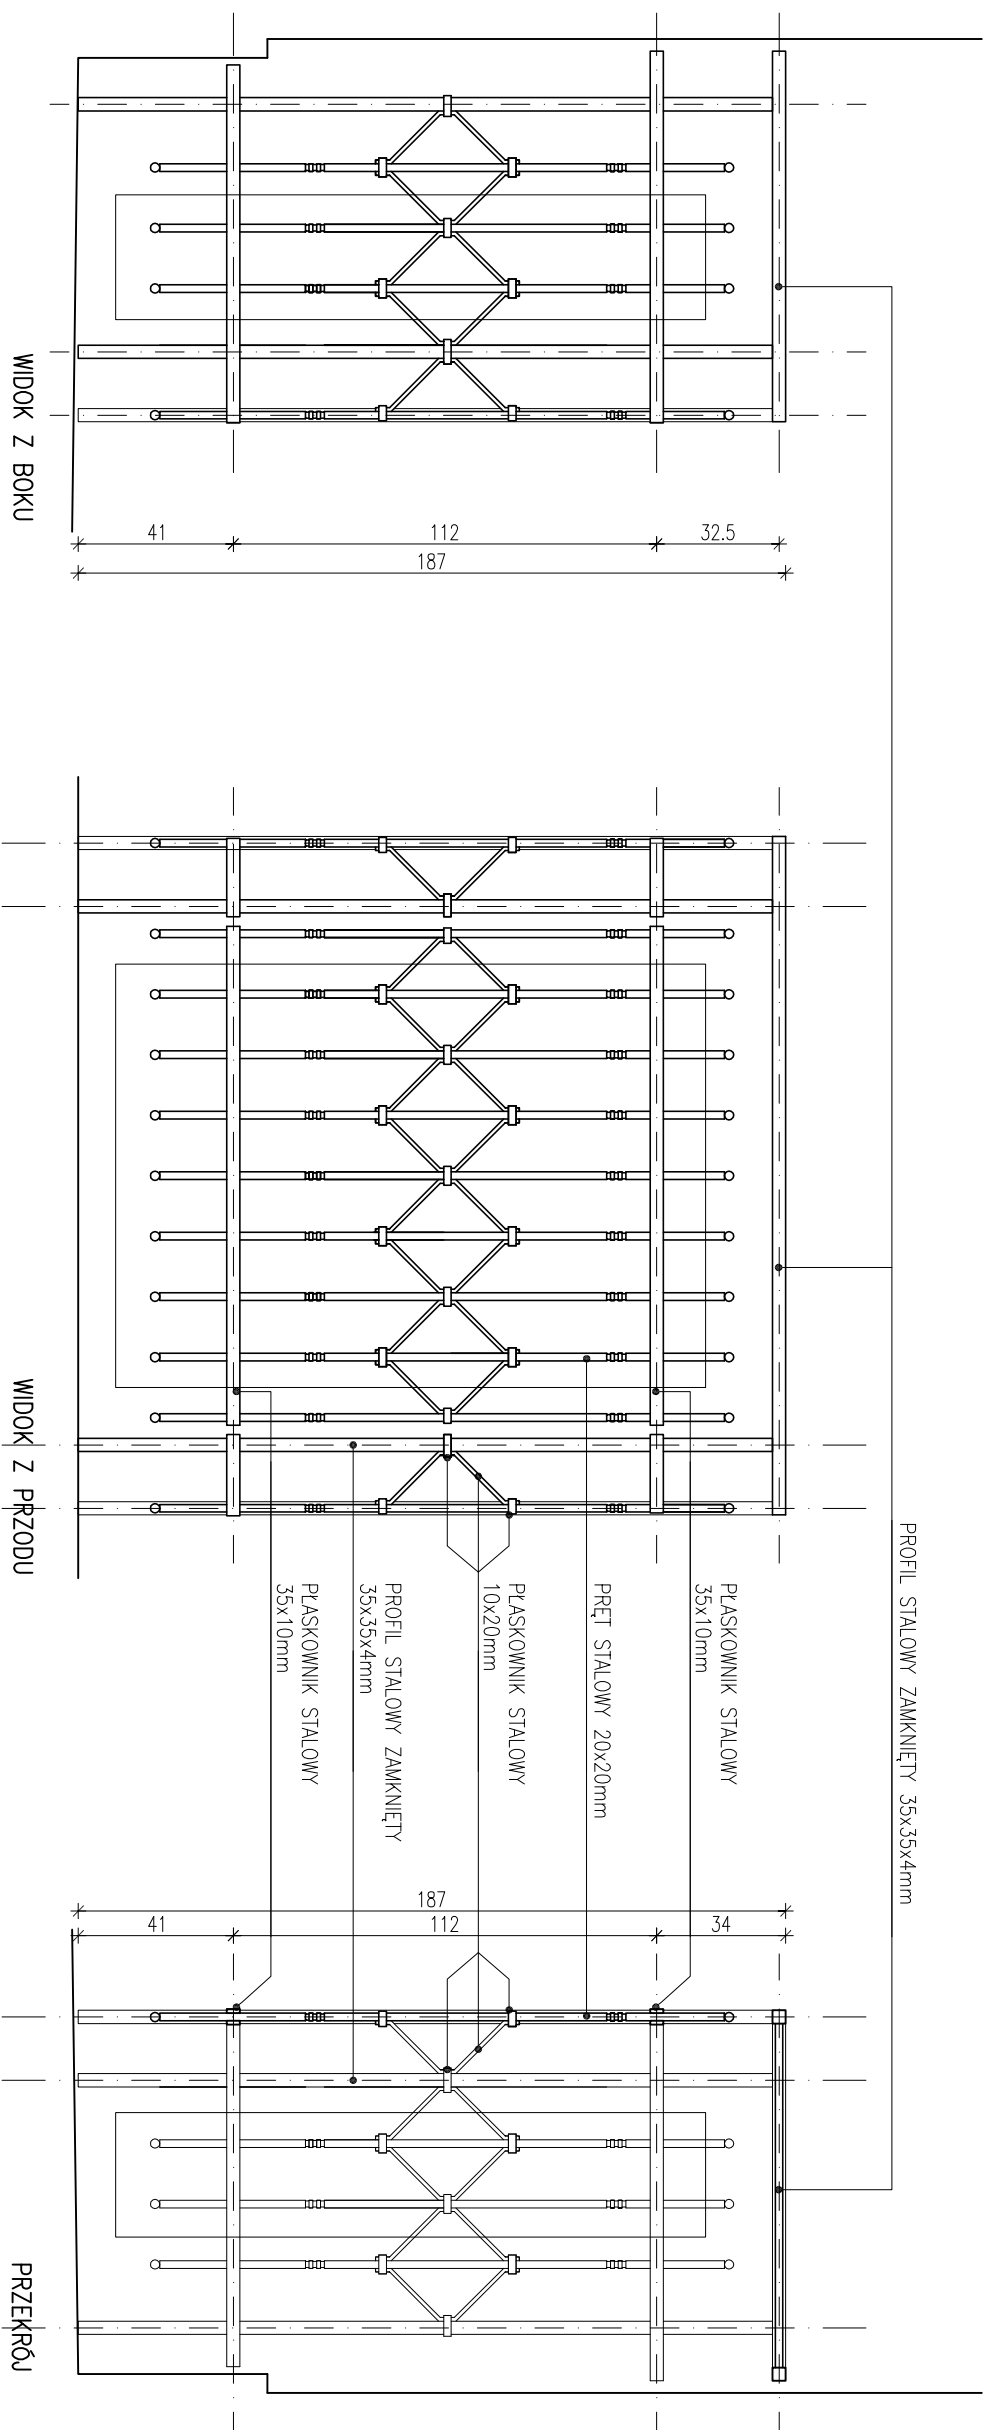 PROFIL STALOWY ZAMKNIĘTY 35x35x4mm
32.5
112
41
187
WIDOK Z BOKU
PŁASKOWNIK STALOWY
35x10mm
PRĘT STALOWY 20x20mm
PŁASKOWNIK STALOWY
10x20mm
PROFIL STALOWY ZAMKNIĘTY
35x35x4mm
PŁASKOWNIK STALOWY
35x10mm
WIDOK Z PRZODU
34
112
41
187
PRZEKRÓJ